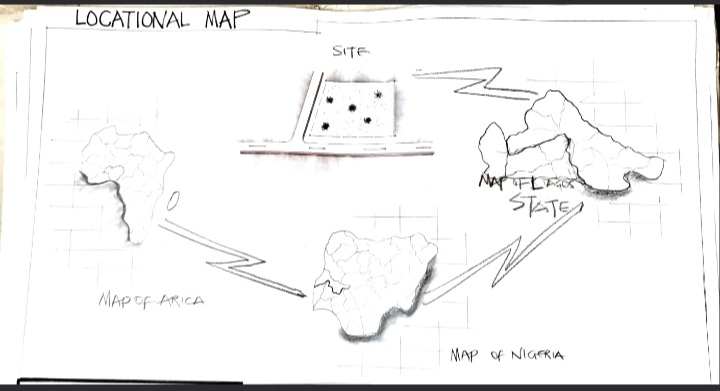 LOCATIONAL MAP
SITE
MAP OF LAGOS
STATE
MAP OF ARICA
MAP OF NIGERIA